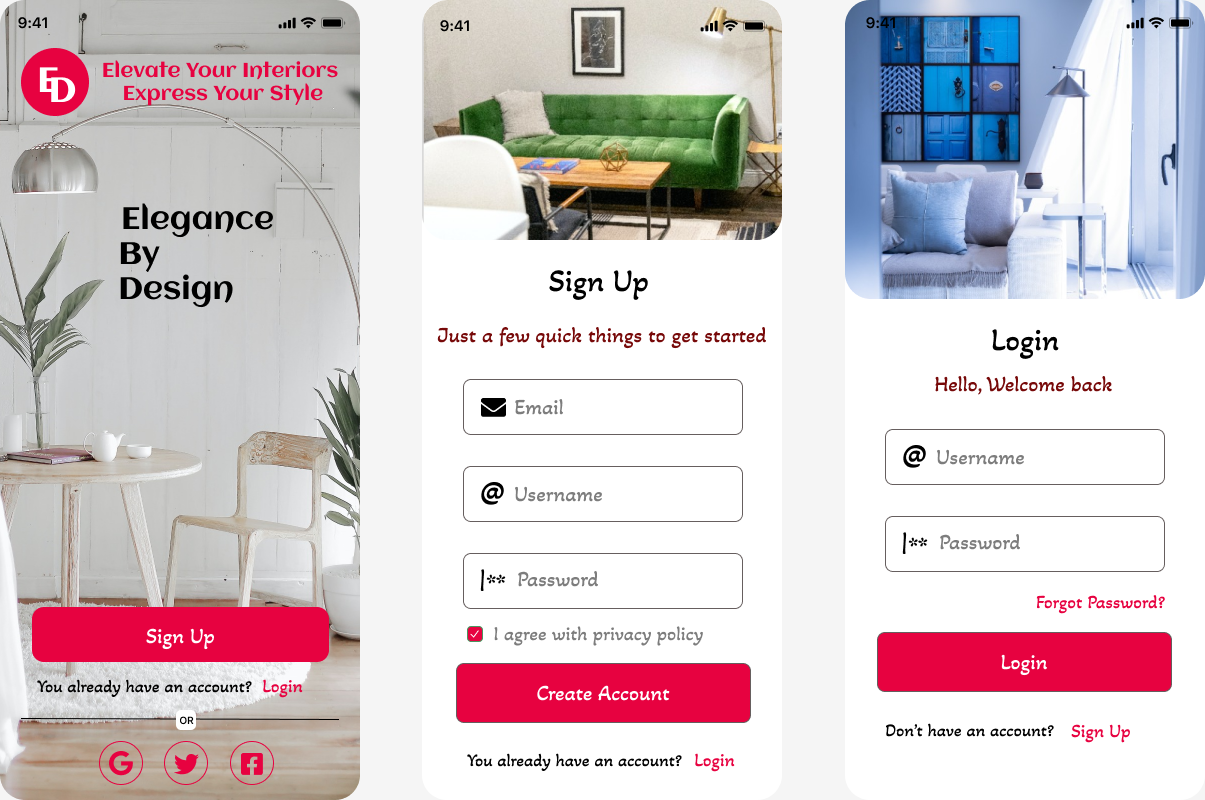 9:41
ED
Elevate Your Interiors
Express Your Style
Elegance
By
Design
Sign Up
You already have an account? Login
OR
9:41
Sign Up
Just a few quick things to get started
Email
@ Username
|** Password
I agree with privacy policy
Create Account
You already have an account? Login
9:41
Login
Hello, Welcome back
@ Username
|** Password
Forgot Password?
Login
Don't have an account? Sign Up